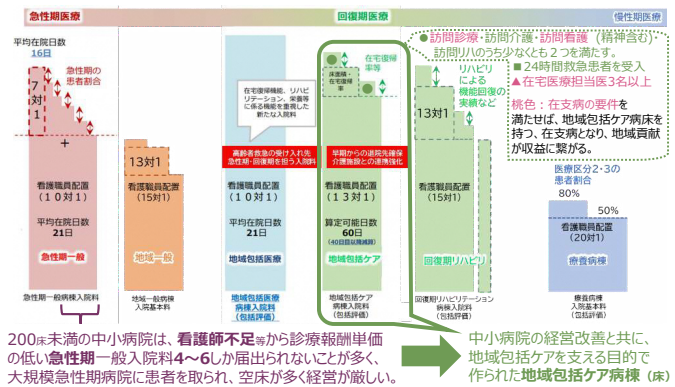 急性期医療
回復期医療
慢性期医療
平均在院日数
16日
急性期の
患者割合
7対1
＋
看護職員配置
(10対1)
平均在院日数
21日
急性期一般
急性期一般病棟入院料
13対1
看護職員配置
(15対1)
地域一般
地域一般病棟
入院基本料
在宅復帰機能、リハビリ
テーション、栄養等
に係る機能を重視した
新たな入院料
高齢者救急の受け入れ先
急性期・回復期を担う入院料
看護職員配置
(10対1)
平均在院日数
21日
地域包括医療
地域包括医療
病棟入院料
(包括評価)
在宅復帰
率等
床面積・
在宅復帰
率
早期からの退院先確保
介護施設との連携強化
看護職員配置
(13対1)
算定可能日数
60日
(40日目以降減算)
地域包括ケア
地域包括ケア
病棟入院料
(包括評価)
●訪問診療・訪問介護・訪問看護（精神含む）・
訪問リハのうち少なくとも２つを満たす。
■24時間救急患者を受入
▲在宅医療担当医3名以上
桃色：在支病の要件を
満たせば、地域包括ケア病床を
持つ、在支病となり、地域貢献
が収益に繋がる。
リハビリ
による
機能回復の
実績など
13対1
看護職員配置
(15対1)
回復期リハビリ
回復期リハビリテーション
病棟入院料
(包括評価)
医療区分2・3の
患者割合
80%
50%
看護職員配置
(20対1)
療養病棟
療養病棟
入院基本料
(包括評価)
200床未満の中小病院は、看護師不足等から診療報酬単価
の低い急性期一般入院料4～6しか届出られないことが多く、
大規模急性期病院に患者を取られ、空床が多く経営が厳しい。
中小病院の経営改善と共に、
地域包括ケアを支える目的で
作られた地域包括ケア病棟（床）